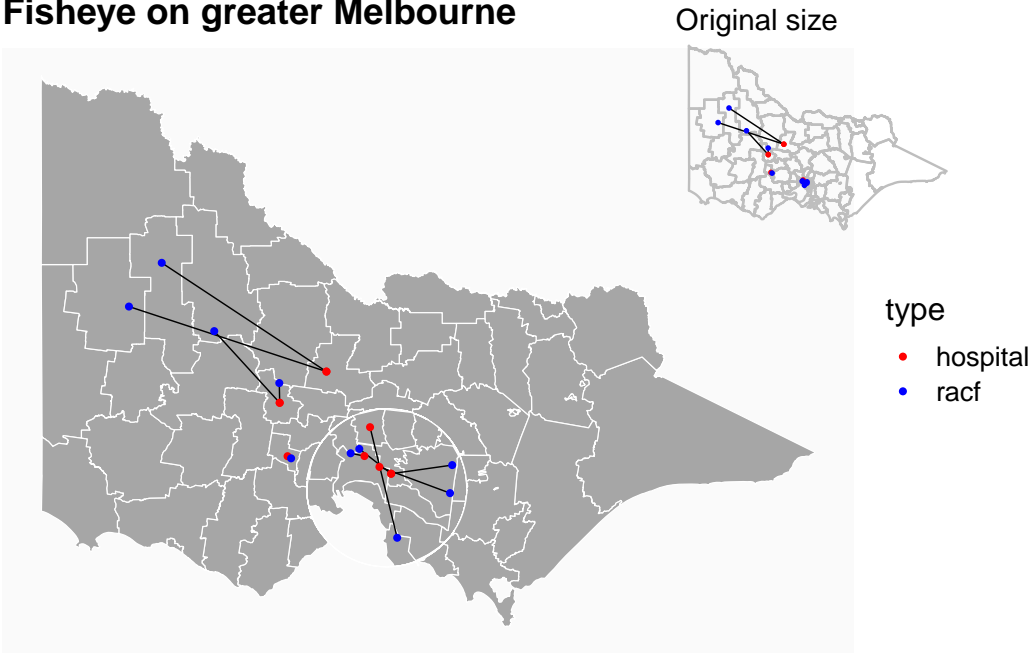 Fisheye on greater Melbourne
Original size
type
hospital
racf